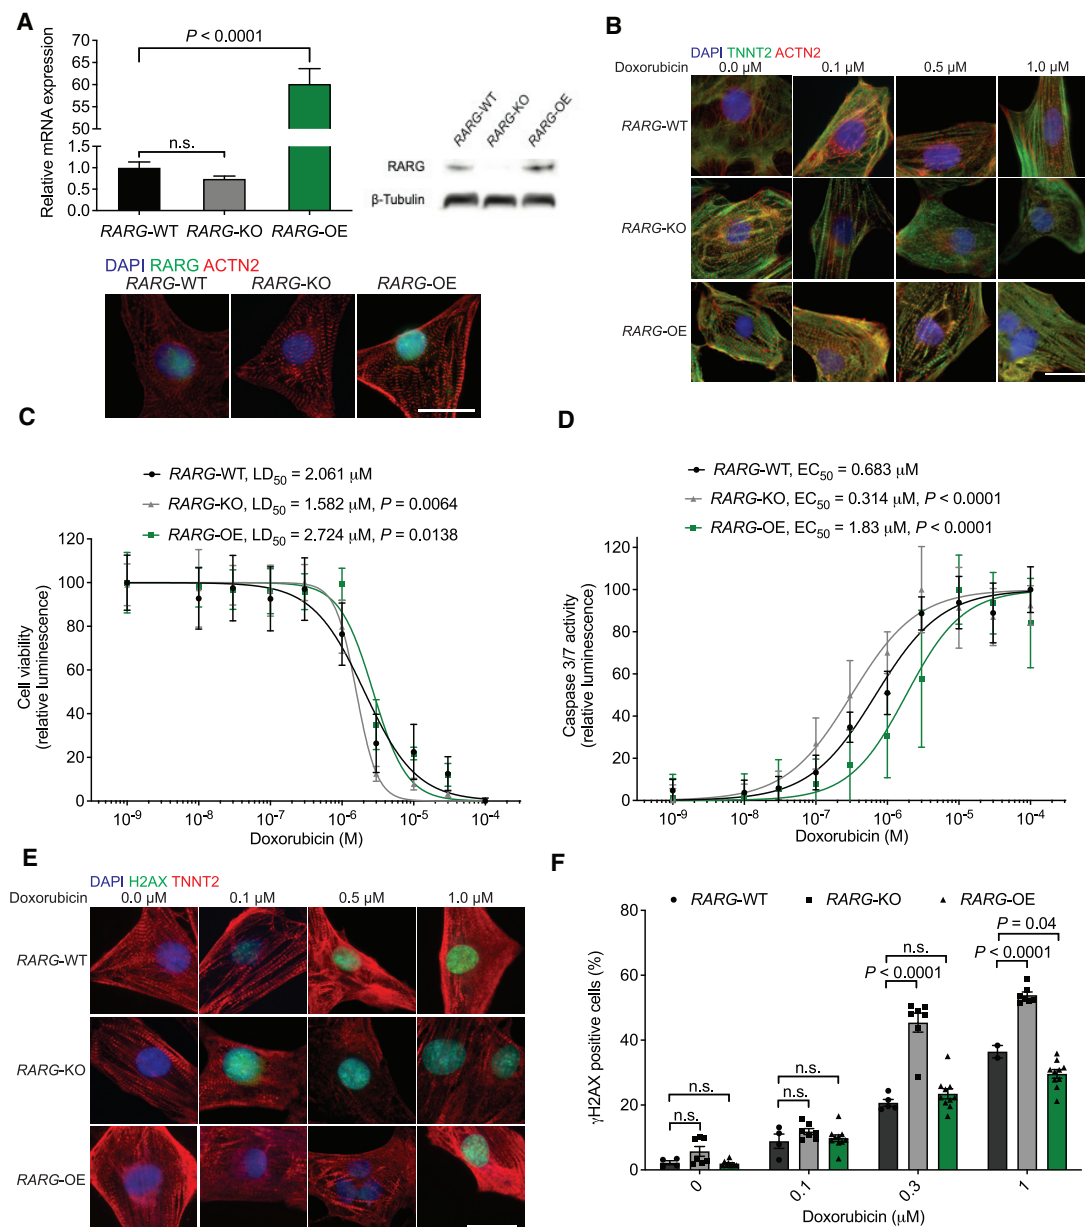 A
Relative mRNA expression
70
65
60
55
50
1.5
1.0
0.5
0.0
P < 0.0001
n.s.
RARG-WT RARG-KO RARG-OE
RARG-WT
RARG-KO
RARG-OE
RARG
β-Tubulin
DAPI RARG ACTN2
RARG-WT RARG-KO RARG-OE
B
DAPI TNNT2 ACTN2
Doxorubicin 0.0 μM 0.1 μM 0.5 μM 1.0 μM
RARG-WT
RARG-KO
RARG-OE
C
RARG-WT, LD50 = 2.061 μM
RARG-KO, LD50 = 1.582 μM, P = 0.0064
RARG-OE, LD50 = 2.724 μM, P = 0.0138
Cell viability
(relative luminescence)
120
100
80
60
40
20
0
10-9 10-8 10-7 10-6 10-5 10-4
Doxorubicin (M)
D
RARG-WT, EC50 = 0.683 μM
RARG-KO, EC50 = 0.314 μM, P < 0.0001
RARG-OE, EC50 = 1.83 μM, P < 0.0001
Caspase 3/7 activity
(relative luminescence)
120
100
80
60
40
20
0
10-9 10-8 10-7 10-6 10-5 10-4
Doxorubicin (M)
E
DAPI H2AX TNNT2
Doxorubicin 0.0 μM 0.1 μM 0.5 μM 1.0 μM
RARG-WT
RARG-KO
RARG-OE
F
RARG-WT RARG-KO RARG-OE
γH2AX positive cells (%)
80
60
40
20
0
n.s.
n.s.
n.s.
n.s.
n.s.
P < 0.0001
P = 0.04
P < 0.0001
0 0.1 0.3 1
Doxorubicin (μM)